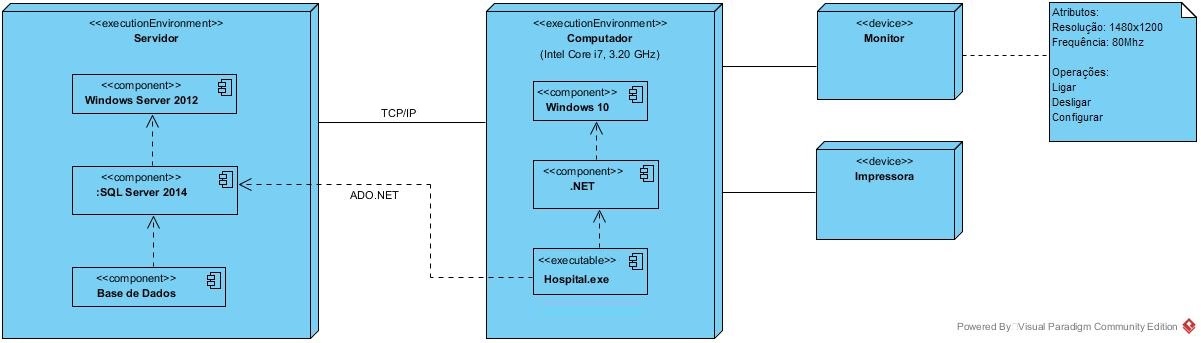 <<executionEnvironment>>
Servidor
<<component>>
Windows Server 2012
<<component>>
:SQL Server 2014
<<component>>
Base de Dados
TCP/IP
ADO.NET
<<executionEnvironment>>
Computador
(Intel Core i7, 3.20 GHz)
<<component>>
Windows 10
<<component>>
.NET
<<executable>>
Hospital.exe
<<device>>
Monitor
<<device>>
Impressora
Atributos:
Resolução: 1480x1200
Frequência: 80Mhz
Operações:
Ligar
Desligar
Configurar
Powered By Visual Paradigm Community Edition